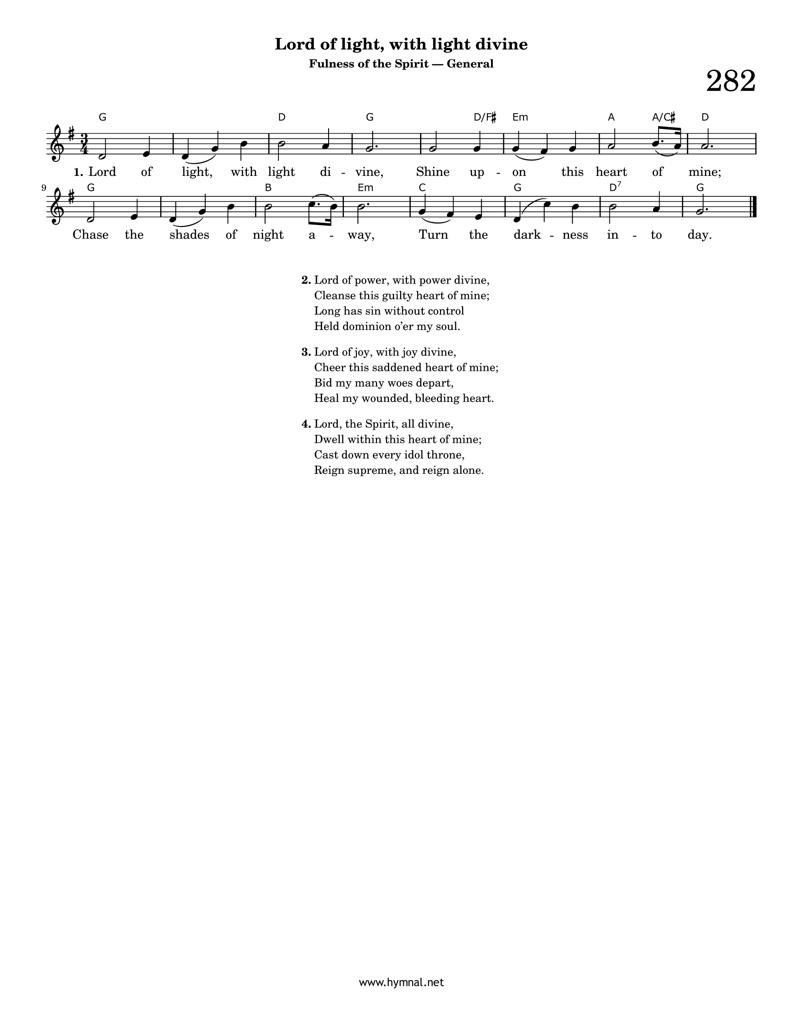 Lord of light, with light divine
Fulness of the Spirit — General
282
G D G D/F♯ Em A A/C♯ D
1. Lord of light, with light di - vine, Shine up - on this heart of mine;
9 G B Em C G D7 G
Chase the shades of night a - way, Turn the dark - ness in - to day.
2. Lord of power, with power divine,
Cleanse this guilty heart of mine;
Long has sin without control
Held dominion o'er my soul.
3. Lord of joy, with joy divine,
Cheer this saddened heart of mine;
Bid my many woes depart,
Heal my wounded, bleeding heart.
4. Lord, the Spirit, all divine,
Dwell within this heart of mine;
Cast down every idol throne,
Reign supreme, and reign alone.
www.hymnal.net